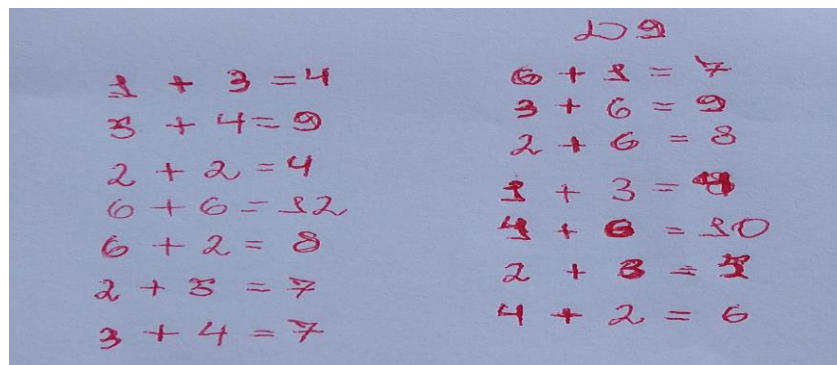 1 + 3 = 4
5 + 4 = 9
2 + 2 = 4
6 + 6 = 12
6 + 2 = 8
2 + 5 = 7
3 + 4 = 7
6 + 1 = 7
3 + 6 = 9
2 + 6 = 8
1 + 3 = 4
4 + 6 = 10
2 + 3 = 5
4 + 2 = 6